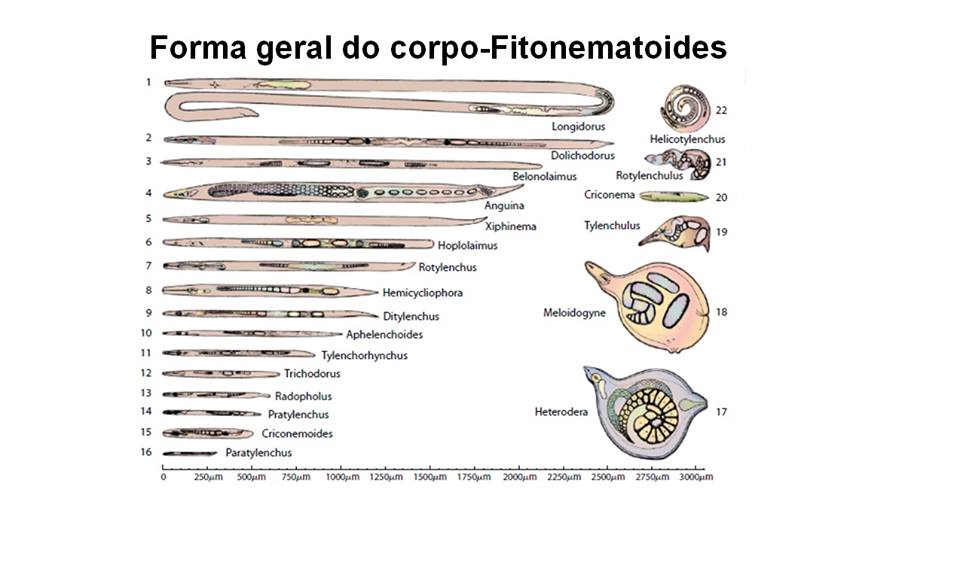 Forma geral do corpo-Fitonematoides
1
Longidorus
2
Dolichodorus
3
Belonolaimus
4
Anguina
5
Xiphinema
6
Hoplolaimus
7
Rotylenchus
8
Hemicycliophora
9
Ditylenchus
10
Aphelenchoides
11
Tylenchorhynchus
12
Trichodorus
13
Radopholus
14
Pratylenchus
15
Criconemoides
16
Paratylenchus
22
Helicotylenchus
21
Rotylenchulus
Criconema 20
Tylenchulus 19
Meloidogyne 18
Heterodera 17
0 250µm 500µm 750µm 1000µm 1250µm 1500µm 1750µm 2000µm 2250µm 2500µm 2750µm 3000µm